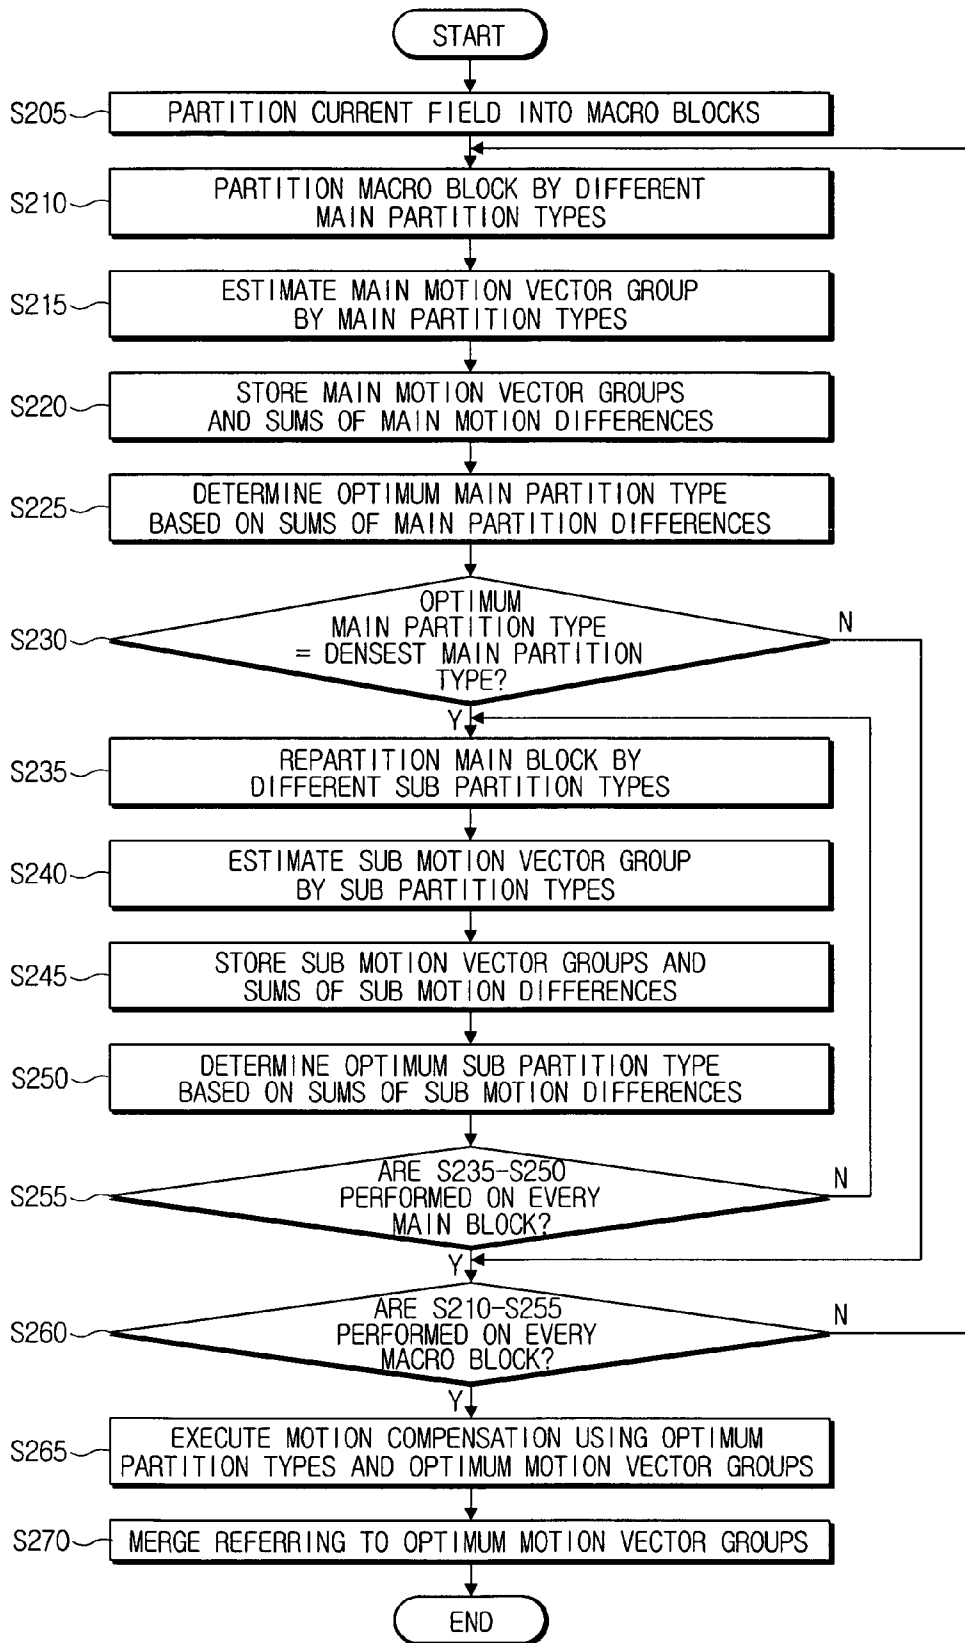 START
S205
PARTITION CURRENT FIELD INTO MACRO BLOCKS
S210
PARTITION MACRO BLOCK BY DIFFERENT
MAIN PARTITION TYPES
S215
ESTIMATE MAIN MOTION VECTOR GROUP
BY MAIN PARTITION TYPES
S220
STORE MAIN MOTION VECTOR GROUPS
AND SUMS OF MAIN MOTION DIFFERENCES
S225
DETERMINE OPTIMUM MAIN PARTITION TYPE
BASED ON SUMS OF MAIN PARTITION DIFFERENCES
S230
OPTIMUM
MAIN PARTITION TYPE
= DENSEST MAIN PARTITION
TYPE?
N
Y
S235
REPARTITION MAIN BLOCK BY
DIFFERENT SUB PARTITION TYPES
S240
ESTIMATE SUB MOTION VECTOR GROUP
BY SUB PARTITION TYPES
S245
STORE SUB MOTION VECTOR GROUPS AND
SUMS OF SUB MOTION DIFFERENCES
S250
DETERMINE OPTIMUM SUB PARTITION TYPE
BASED ON SUMS OF SUB MOTION DIFFERENCES
S255
ARE S235-S250
PERFORMED ON EVERY
MAIN BLOCK?
N
Y
S260
ARE S210-S255
PERFORMED ON EVERY
MACRO BLOCK?
N
Y
S265
EXECUTE MOTION COMPENSATION USING OPTIMUM
PARTITION TYPES AND OPTIMUM MOTION VECTOR GROUPS
S270
MERGE REFERRING TO OPTIMUM MOTION VECTOR GROUPS
END